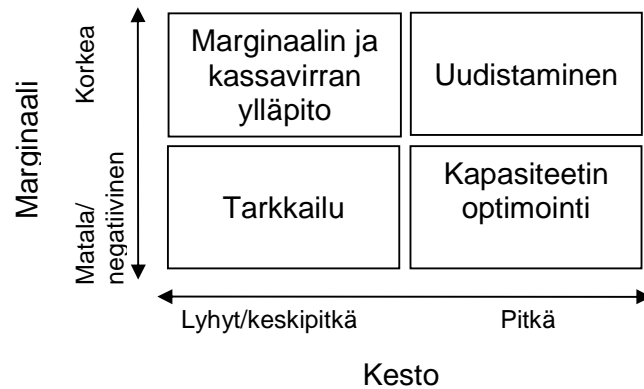 Marginaali
Korkea
Matala/
negatiivinen
Marginaalin ja
kassavirran
ylläpito
Uudistaminen
Tarkkailu
Kapasiteetin
optimointi
Lyhyt/keskipitkä
Pitkä
Kesto